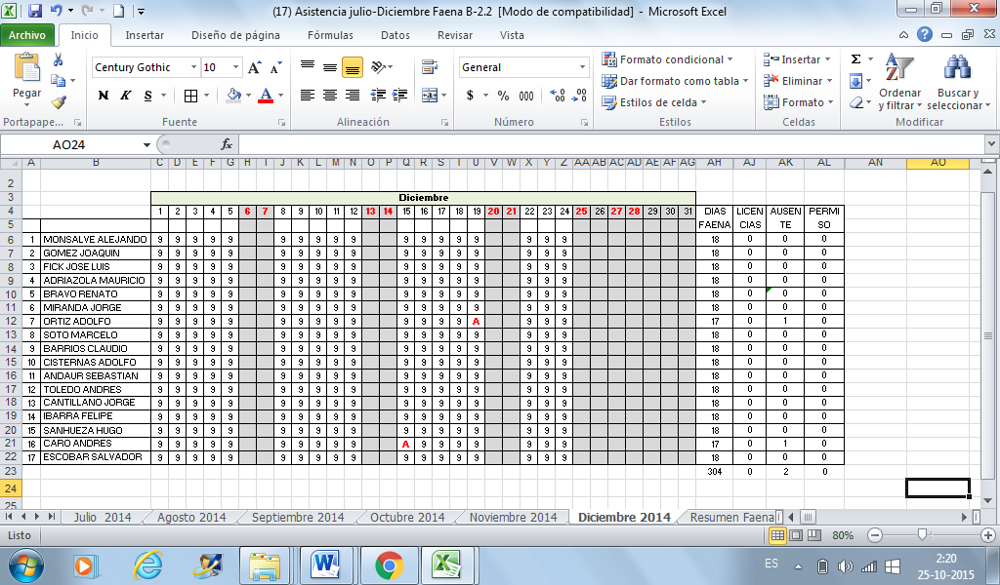 (17) Asistencia julio-Diciembre Faena B-2.2 [Modo de compatibilidad] - Microsoft Excel
Archivo Inicio Insertar Diseño de página Fórmulas Datos Revisar Vista
Century Gothic 10 General Formato condicional Insertar Σ
Dar formato como tabla Eliminar
Pegar N K S A $ % 000 Estilos de celda Formato Ordenar y filtrar Buscar y seleccionar
Portapape... Fuente Alineación Número Estilos Celdas Modificar
AO24 fx
A B C D E F G H I J K L M N O P Q R S T U V W X Y Z AA AB AC AD AE AF AG AH AJ AK AL AN AO
2
3 Diciembre
4 1 2 3 4 5 6 7 8 9 10 11 12 13 14 15 16 17 18 19 20 21 22 23 24 25 26 27 28 29 30 31 DIAS LICEN AUSEN PERMI
5 FAENA CIAS TE SO
6 1 MONSALVE ALEJANDO 9 9 9 9 9 9 9 9 9 9 9 9 9 9 9 9 9 9 18 0 0 0
7 2 GOMEZ JOAQUIN 9 9 9 9 9 9 9 9 9 9 9 9 9 9 9 9 9 9 18 0 0 0
8 3 FICK JOSE LUIS 9 9 9 9 9 9 9 9 9 9 9 9 9 9 9 9 9 9 18 0 0 0
9 4 ADRIAZOLA MAURICIO 9 9 9 9 9 9 9 9 9 9 9 9 9 9 9 9 9 9 18 0 0 0
10 5 BRAVO RENATO 9 9 9 9 9 9 9 9 9 9 9 9 9 9 9 9 9 9 18 0 0 0
11 6 MIRANDA JORGE 9 9 9 9 9 9 9 9 9 9 9 9 9 9 9 9 9 9 18 0 0 0
12 7 ORTIZ ADOLFO 9 9 9 9 9 9 9 9 9 9 9 9 9 9 A 9 9 9 17 0 1 0
13 8 SOTO MARCELO 9 9 9 9 9 9 9 9 9 9 9 9 9 9 9 9 9 9 18 0 0 0
14 9 BARRIOS CLAUDIO 9 9 9 9 9 9 9 9 9 9 9 9 9 9 9 9 9 9 18 0 0 0
15 10 CISTERNAS ADOLFO 9 9 9 9 9 9 9 9 9 9 9 9 9 9 9 9 9 9 18 0 0 0
16 11 ANDAUR SEBASTIAN 9 9 9 9 9 9 9 9 9 9 9 9 9 9 9 9 9 9 18 0 0 0
17 12 TOLEDO ANDRES 9 9 9 9 9 9 9 9 9 9 9 9 9 9 9 9 9 9 18 0 0 0
18 13 CANTILLANO JORGE 9 9 9 9 9 9 9 9 9 9 9 9 9 9 9 9 9 9 18 0 0 0
19 14 IBARRA FELIPE 9 9 9 9 9 9 9 9 9 9 9 9 9 9 9 9 9 9 18 0 0 0
20 15 SANHUEZA HUGO 9 9 9 9 9 9 9 9 9 9 9 9 9 9 9 9 9 9 18 0 0 0
21 16 CARO ANDRES 9 9 9 9 9 9 9 9 9 9 A 9 9 9 9 9 9 9 17 0 1 0
22 17 ESCOBAR SALVADOR 9 9 9 9 9 9 9 9 9 9 9 9 9 9 9 9 9 9 18 0 0 0
23 304 0 2 0
24
25
Julio 2014 Agosto 2014 Septiembre 2014 Octubre 2014 Noviembre 2014 Diciembre 2014 Resumen Faena
Listo 80%
ES 2:20
25-10-2015